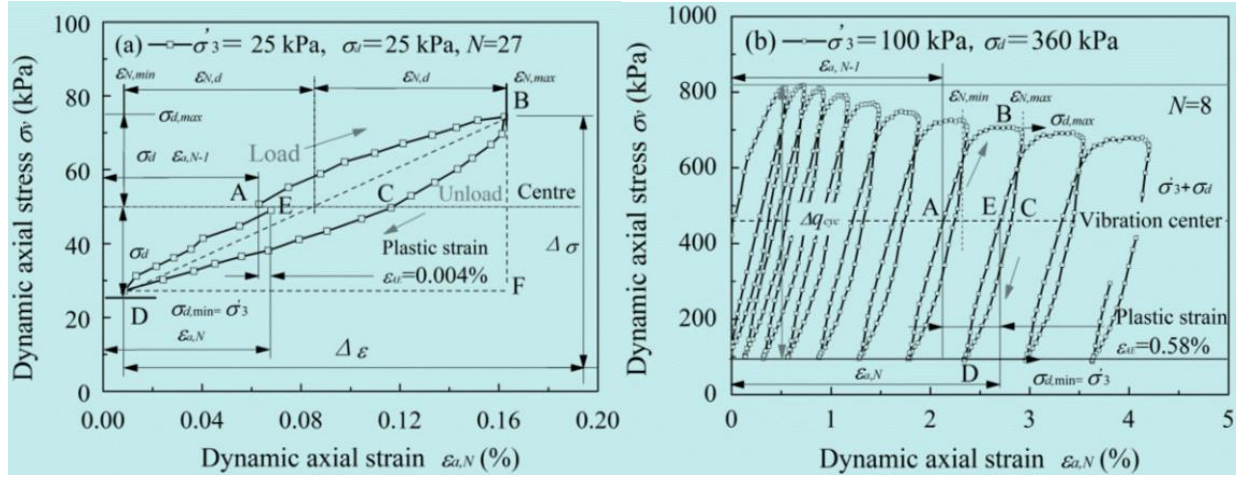 (a) σ'3 = 25 kPa, σd = 25 kPa, N=27
εN,min
εN,d
εN,d
εN,max
B
σd,max
Load
σd
εa,N-1
A
E
C
Centre
Unload
σd
Plastic strain
εAE=0.004%
Δσ
F
D
σd,min= σ'3
εa,N
Δε
100
80
60
40
20
0
0.00
0.04
0.08
0.12
0.16
0.20
Dynamic axial stress σv (kPa)
Dynamic axial strain εa,N (%)
(b) σ'3 = 100 kPa, σd = 360 kPa
εa,N-1
N=8
εN,min
εN,max
B
σd,max
σ'3+σd
A
E
C
Δqcyc
Vibration center
Plastic strain
εAE=0.58%
εa,N
D
σd,min= σ'3
1000
800
600
400
200
0
0
1
2
3
4
5
Dynamic axial stress σv (kPa)
Dynamic axial strain εa,N (%)